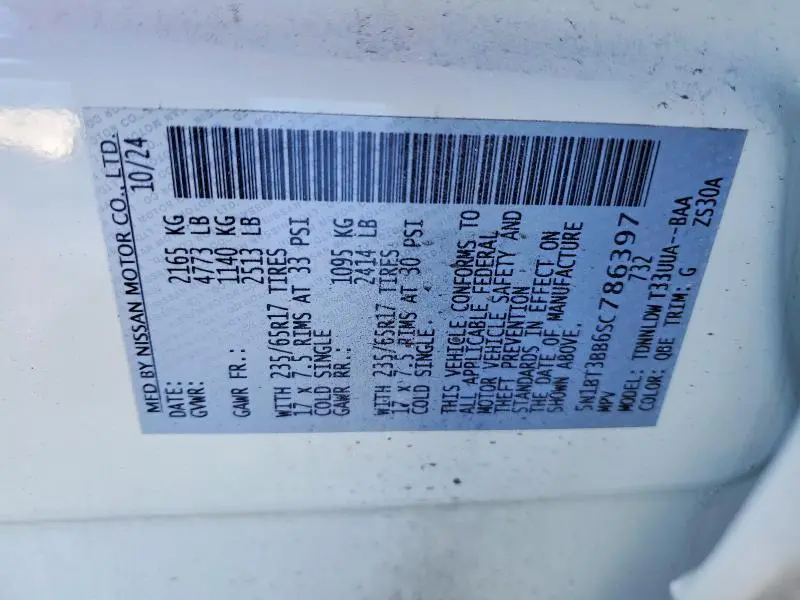 MFD BY NISSAN MOTOR CO., LTD.
DATE: 10/24
GVWR: 2165 KG
4773 LB
GAWR FR.: 1140 KG
2513 LB
WITH 235/65R17 TIRES
17 X 7.5 RIMS AT 33 PSI
COLD SINGLE
GAWR RR.: 1095 KG
2414 LB
WITH 235/65R17 TIRES
17 X 7.5 RIMS AT 30 PSI
COLD SINGLE.
THIS VEHICLE CONFORMS TO
ALL APPLICABLE FEDERAL
MOTOR VEHICLE SAFETY AND
THEFT PREVENTION
STANDARDS IN EFFECT ON
THE DATE OF MANUFACTURE
SHOWN ABOVE.
5N1BT3BB6SC786397
MPV 732
MODEL: TDNNLDW T33UUA--BAA
COLOR: QBE TRIM: G ZS30A